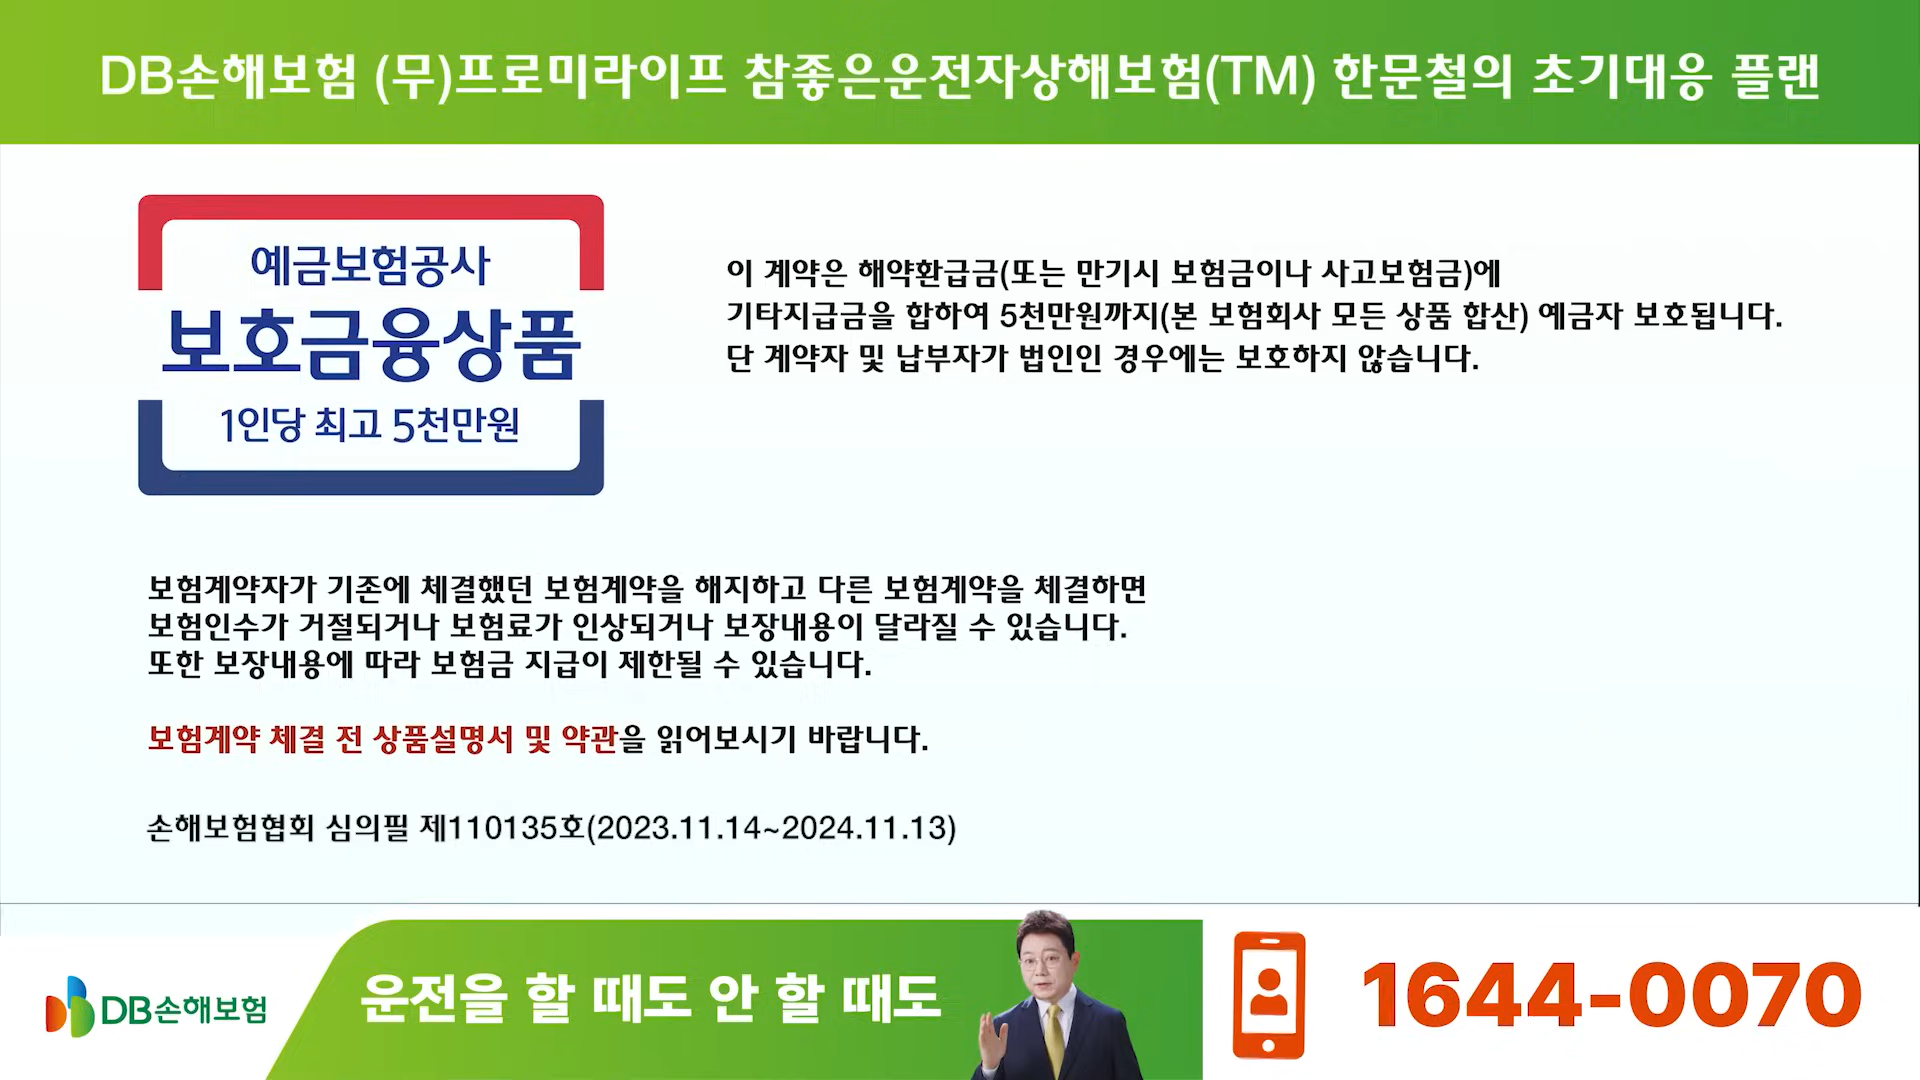 DB손해보험 (무)프로미라이프 참좋은운전자상해보험(TM) 한문철의 초기대응 플랜
예금보험공사
보호금융상품
1인당 최고 5천만원
이 계약은 해약환급금(또는 만기시 보험금이나 사고보험금)에
기타지급금을 합하여 5천만원까지(본 보험회사 모든 상품 합산) 예금자 보호됩니다.
단 계약자 및 납부자가 법인인 경우에는 보호하지 않습니다.
보험계약자가 기존에 체결했던 보험계약을 해지하고 다른 보험계약을 체결하면
보험인수가 거절되거나 보험료가 인상되거나 보장내용이 달라질 수 있습니다.
또한 보장내용에 따라 보험금 지급이 제한될 수 있습니다.
보험계약 체결 전 상품설명서 및 약관을 읽어보시기 바랍니다.
손해보험협회 심의필 제110135호(2023.11.14~2024.11.13)
DB손해보험
운전을 할 때도 안 할 때도
1644-0070